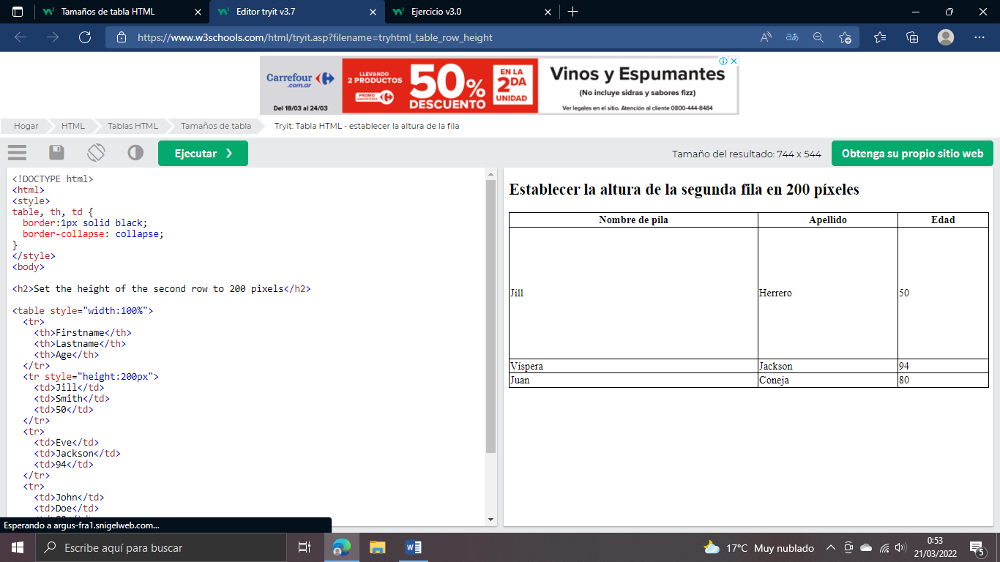 Tamaños de tabla HTML
Editor tryit v3.7
Ejercicio v3.0
https://www.w3schools.com/html/tryit.asp?filename=tryhtml_table_row_height
Carrefour
.com.ar
Del 18/03 al 24/03
LLEVANDO
2 PRODUCTOS
PROMO
50%
DESCUENTO
EN LA
2DA
UNIDAD
Vinos y Espumantes
(No incluye sidras y sabores fizz)
Ver legales en el sitio. Atención al cliente 0800-444-8484
Hogar
HTML
Tablas HTML
Tamaños de tabla
Tryit: Tabla HTML - establecer la altura de la fila
Ejecutar ❯
Tamaño del resultado: 744 x 544
Obtenga su propio sitio web
<!DOCTYPE html>
<html>
<style>
table, th, td {
border:1px solid black;
border-collapse: collapse;
}
</style>
<body>
<h2>Set the height of the second row to 200 pixels</h2>
<table style="width:100%">
<tr>
<th>Firstname</th>
<th>Lastname</th>
<th>Age</th>
</tr>
<tr style="height:200px">
<td>Jill</td>
<td>Smith</td>
<td>50</td>
</tr>
<tr>
<td>Eve</td>
<td>Jackson</td>
<td>94</td>
</tr>
<tr>
<td>John</td>
<td>Doe</td>
Establecer la altura de la segunda fila en 200 píxeles
Nombre de pila Apellido Edad
Jill Herrero 50
Víspera Jackson 94
Juan Coneja 80
Esperando a argus-fra1.snigelweb.com...
Escribe aquí para buscar
17°C Muy nublado
0:53
21/03/2022
5